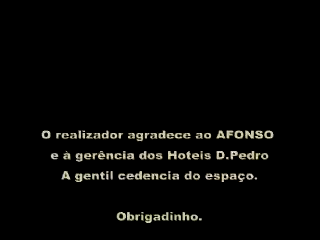 O realizador agradece ao AFONSO
e à gerência dos Hoteis D.Pedro
A gentil cedencia do espaço.
Obrigadinho.